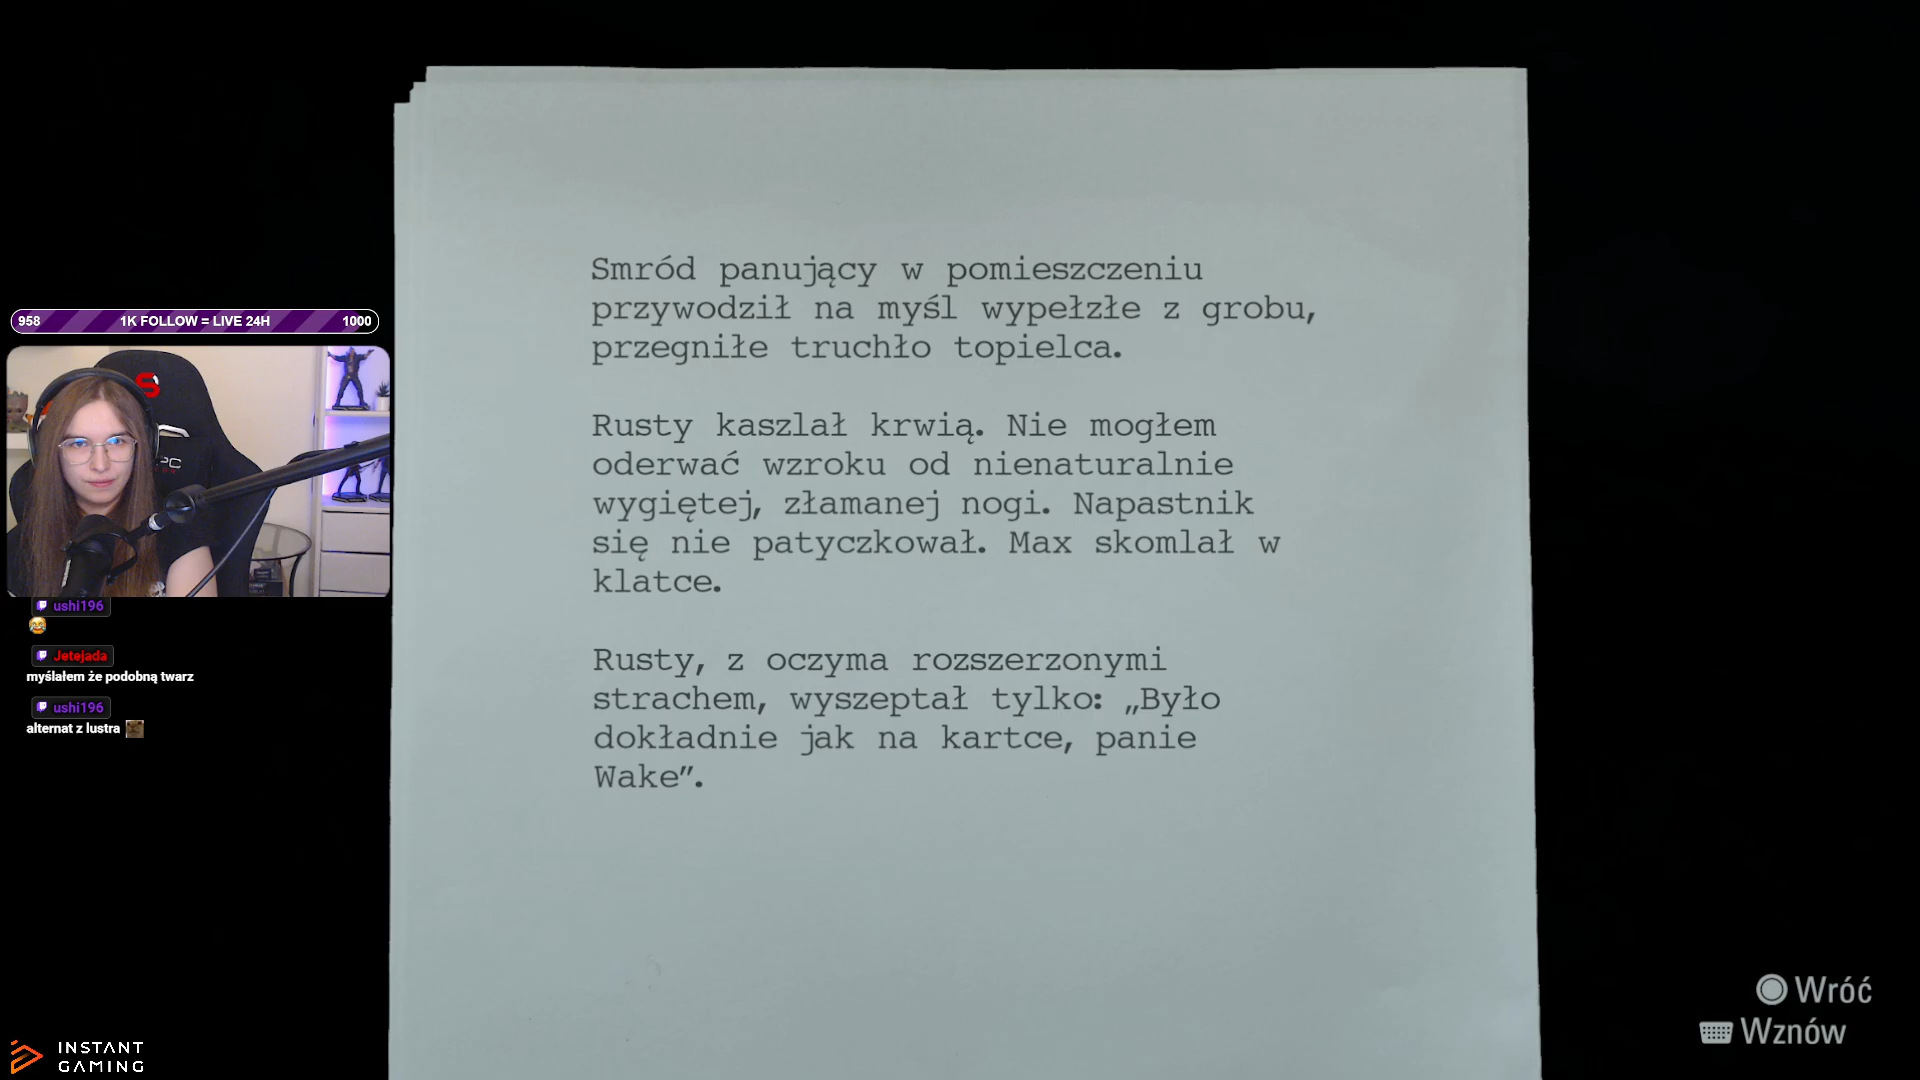 Smród panujący w pomieszczeniu
przywodził na myśl wypełzłe z grobu,
przegniłe truchło topielca.
Rusty kaszlał krwią. Nie mogłem
oderwać wzroku od nienaturalnie
wygiętej, złamanej nogi. Napastnik
się nie patyczkował. Max skomlał w
klatce.
Rusty, z oczyma rozszerzonymi
strachem, wyszeptał tylko: „Było
dokładnie jak na kartce, panie
Wake”.
958 1K FOLLOW = LIVE 24H 1000
S
PC
ushi196
Jetejada
myślałem że podobną twarz
ushi196
alternat z lustra
INSTANT
GAMING
Wróć
Wznów